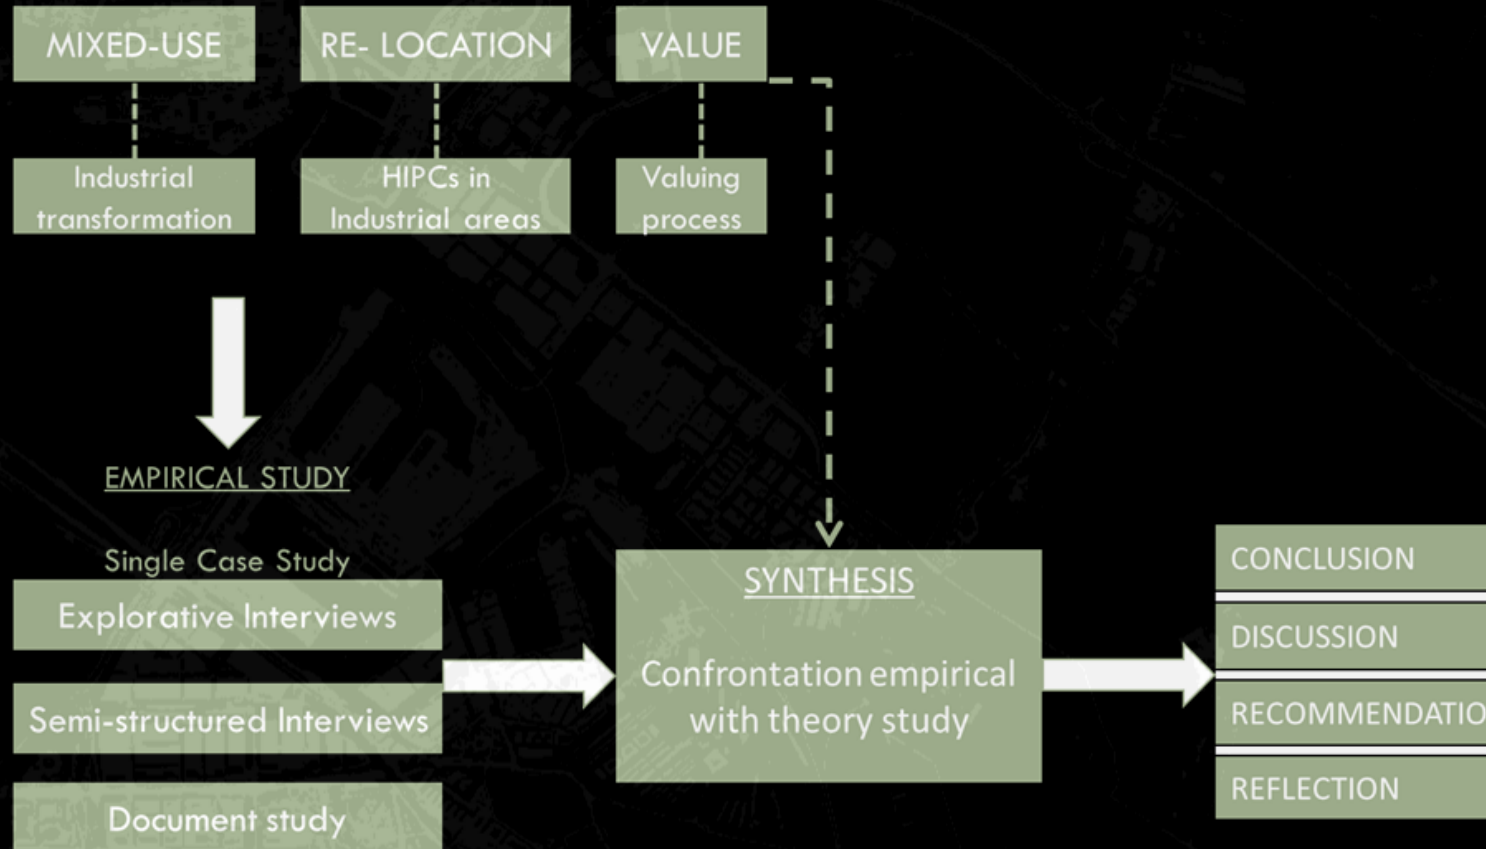 MIXED-USE
RE- LOCATION
VALUE
Industrial
transformation
HIPCs in
Industrial areas
Valuing
process
EMPIRICAL STUDY
Single Case Study
Explorative Interviews
Semi-structured Interviews
Document study
SYNTHESIS
Confrontation empirical
with theory study
CONCLUSION
DISCUSSION
RECOMMENDATIO
REFLECTION